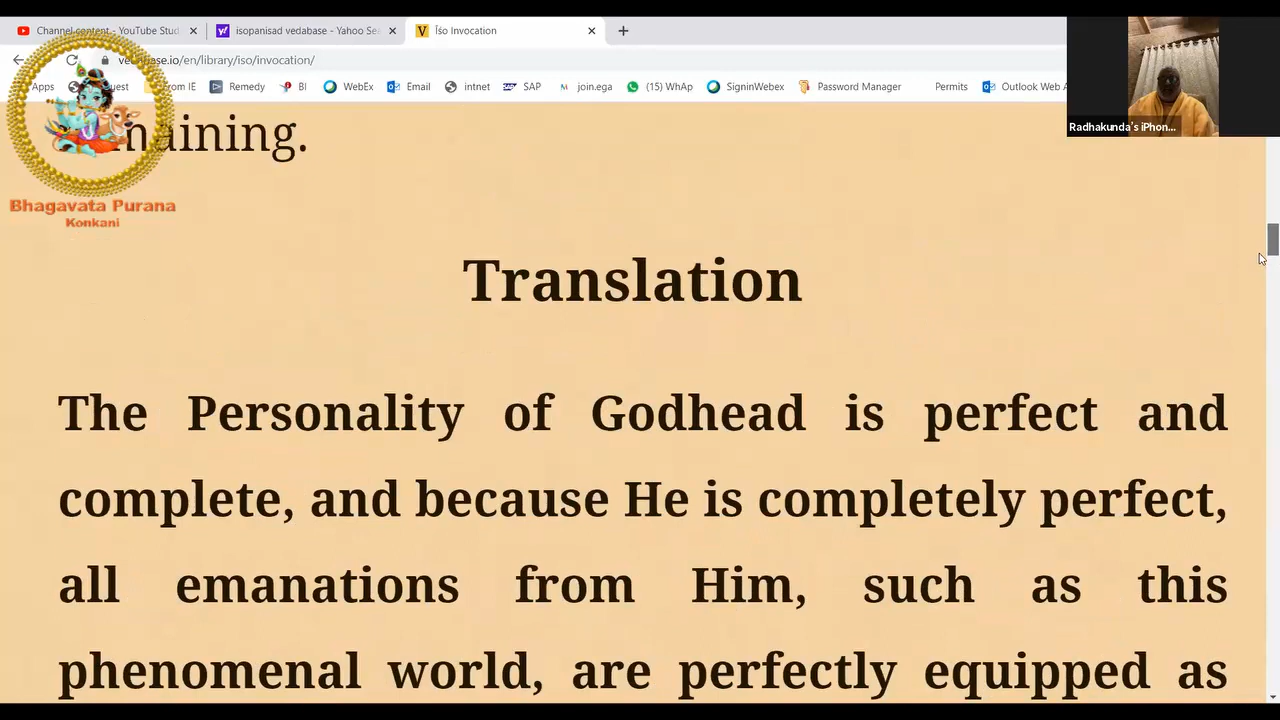 Channel content - YouTube Stud
isopanisad vedabase - Yahoo Se
Īśo Invocation
/en/library/iso/invocation/
Apps
Remedy
BI
WebEx
Email
intnet
SAP
join.ega
(15) WhAp
SigninWebex
Password Manager
Permits
Outlook Web A
Radhakunda's iPhon...
Bhagavata Purana
Konkani
maining.
Translation
The Personality of Godhead is perfect and
complete, and because He is completely perfect,
all emanations from Him, such as this
phenomenal world, are perfectly equipped as